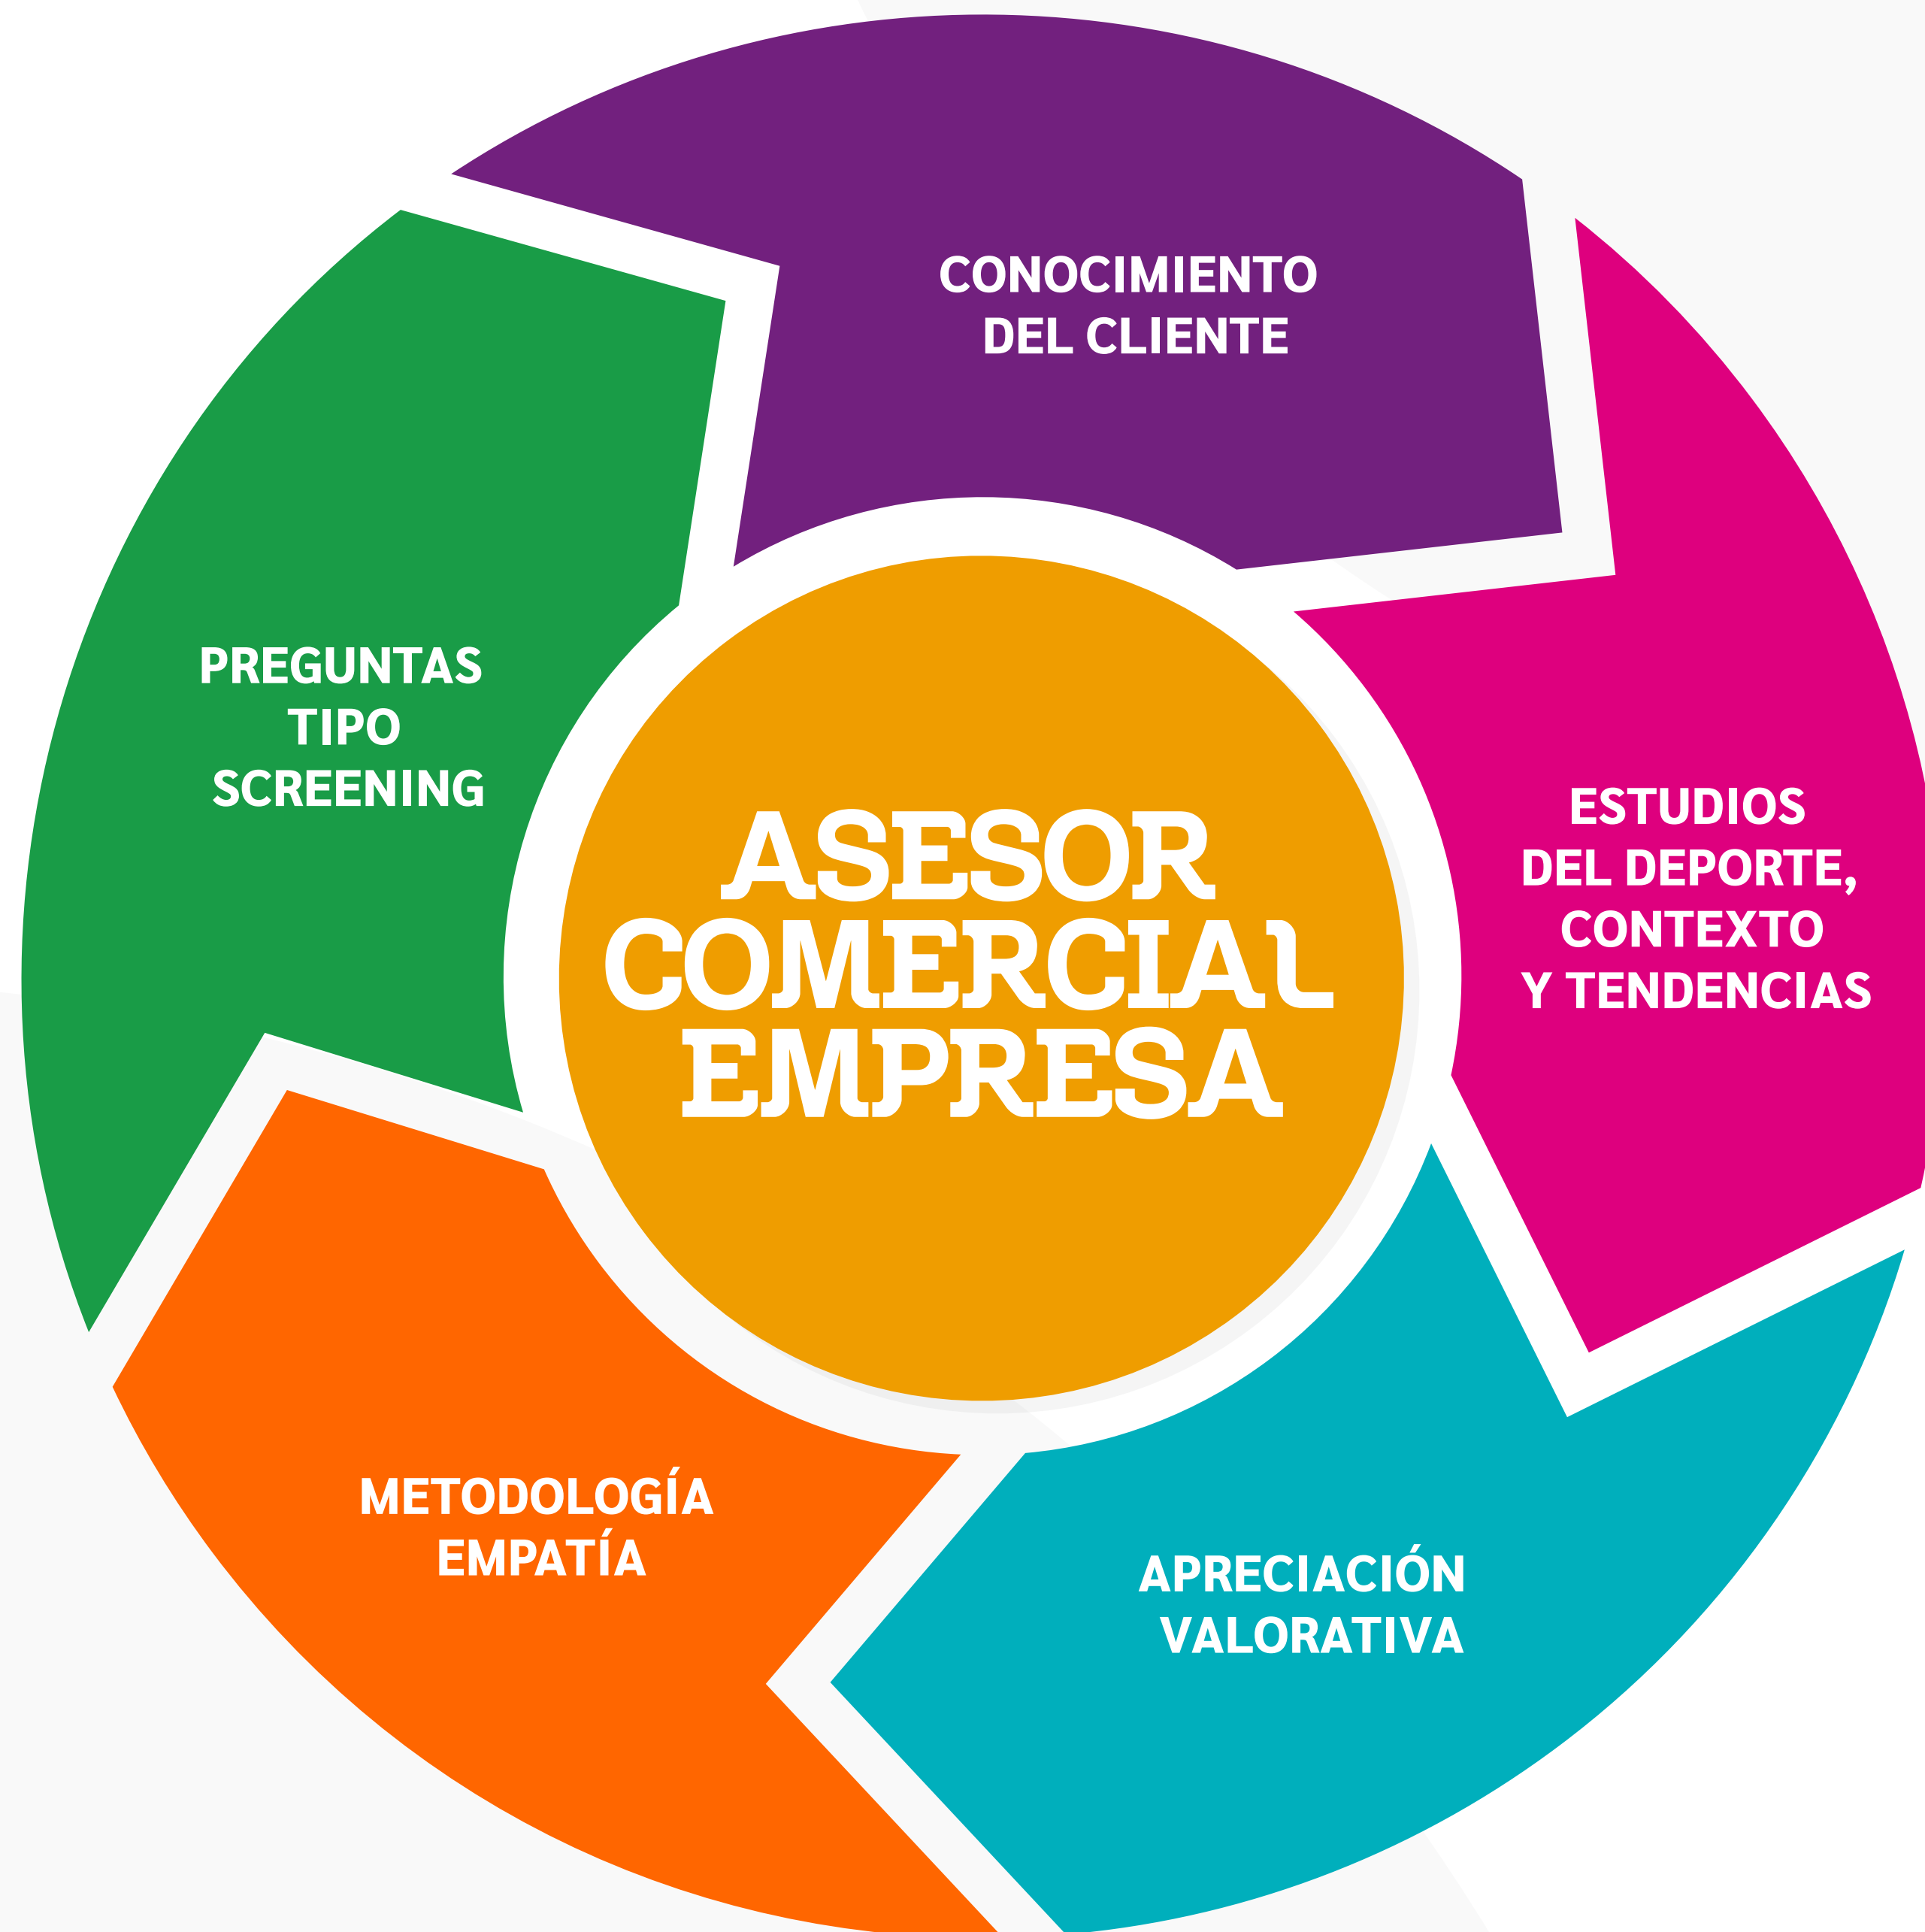 CONOCIMIENTO
DEL CLIENTE
PREGUNTAS
TIPO
SCREENING
ESTUDIOS
DEL DEPORTE,
CONTEXTO
Y TENDENCIAS
ASESOR
COMERCIAL
EMPRESA
METODOLOGÍA
EMPATÍA
APRECIACIÓN
VALORATIVA